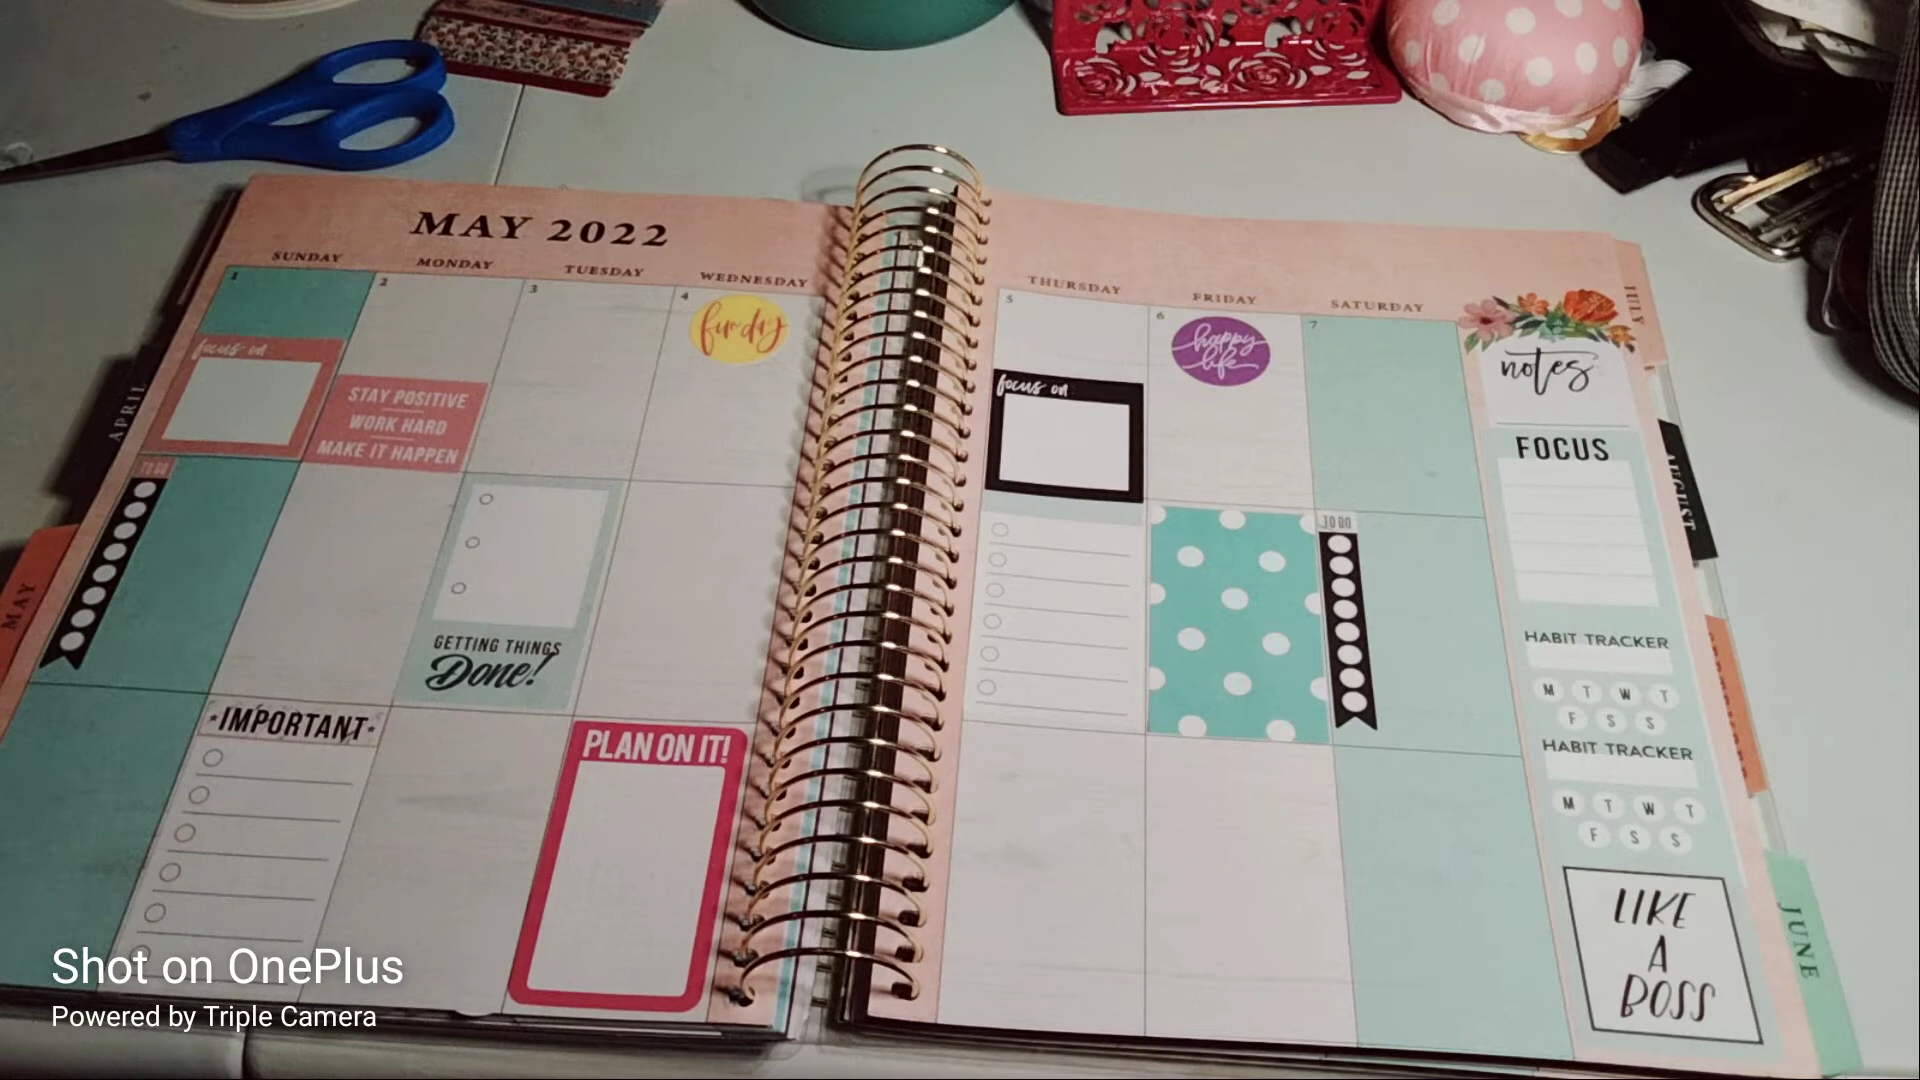 MAY 2022
SUNDAY MONDAY TUESDAY WEDNESDAY THURSDAY FRIDAY SATURDAY
1 2 3 4 5 6 7
focus on
STAY POSITIVE
WORK HARD
MAKE IT HAPPEN
fur day
focus on
happy
life
notes
FOCUS
TO DO
GETTING THINGS
Done!
TO DO
HABIT TRACKER
M T W T
F S S
HABIT TRACKER
M T W T
F S S
*IMPORTANT*
PLAN ON IT!
LIKE
A
BOSS
APRIL
MAY
JULY
AUGUST
JUNE
Shot on OnePlus
Powered by Triple Camera